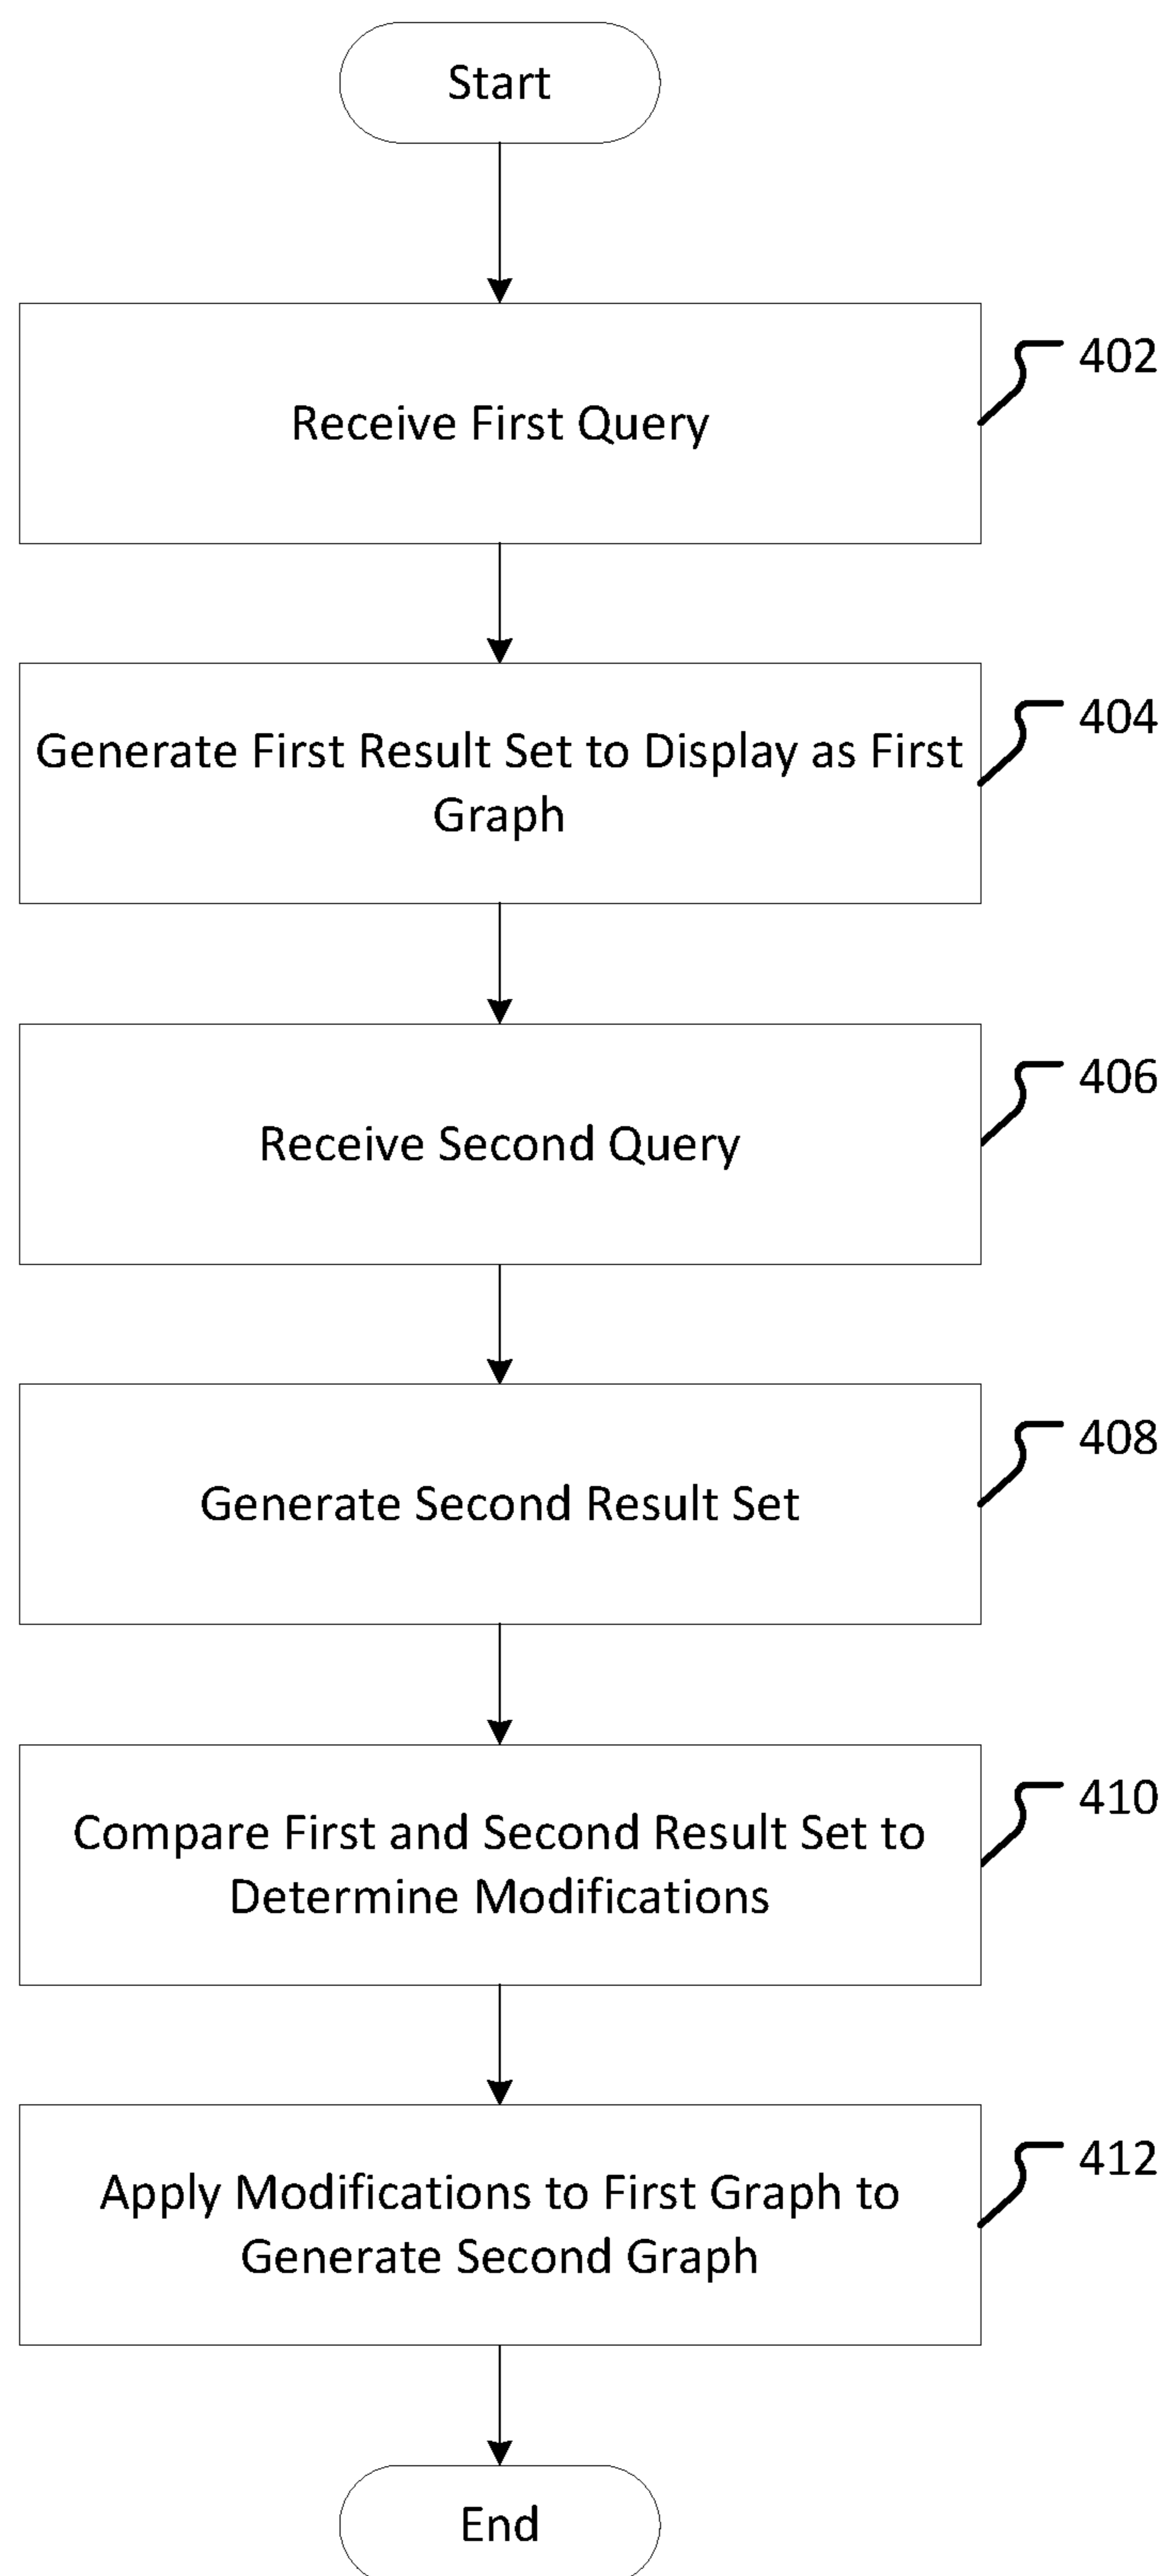 Start
Receive First Query
402
Generate First Result Set to Display as First
Graph
404
Receive Second Query
406
Generate Second Result Set
408
Compare First and Second Result Set to
Determine Modifications
410
Apply Modifications to First Graph to
Generate Second Graph
412
End